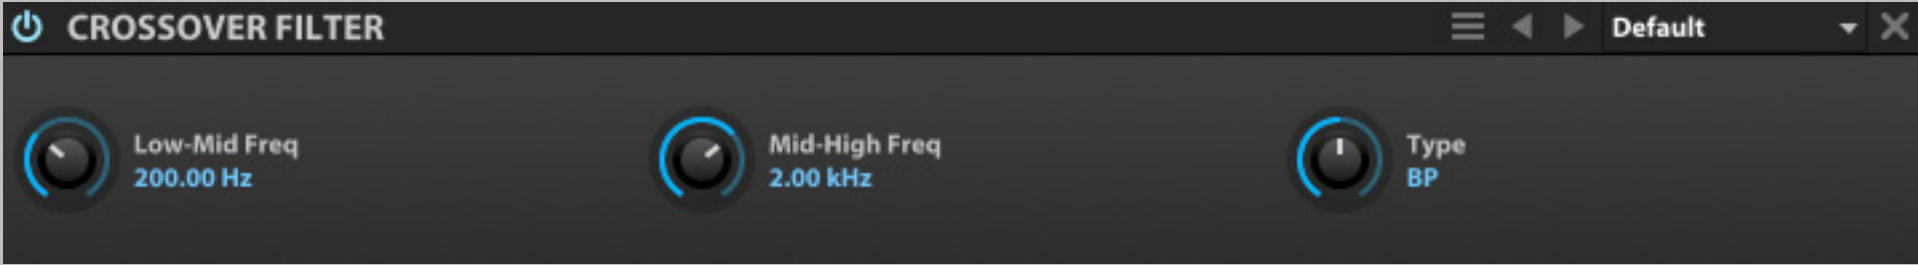 CROSSOVER FILTER
Default
Low-Mid Freq
200.00 Hz
Mid-High Freq
2.00 kHz
Type
BP